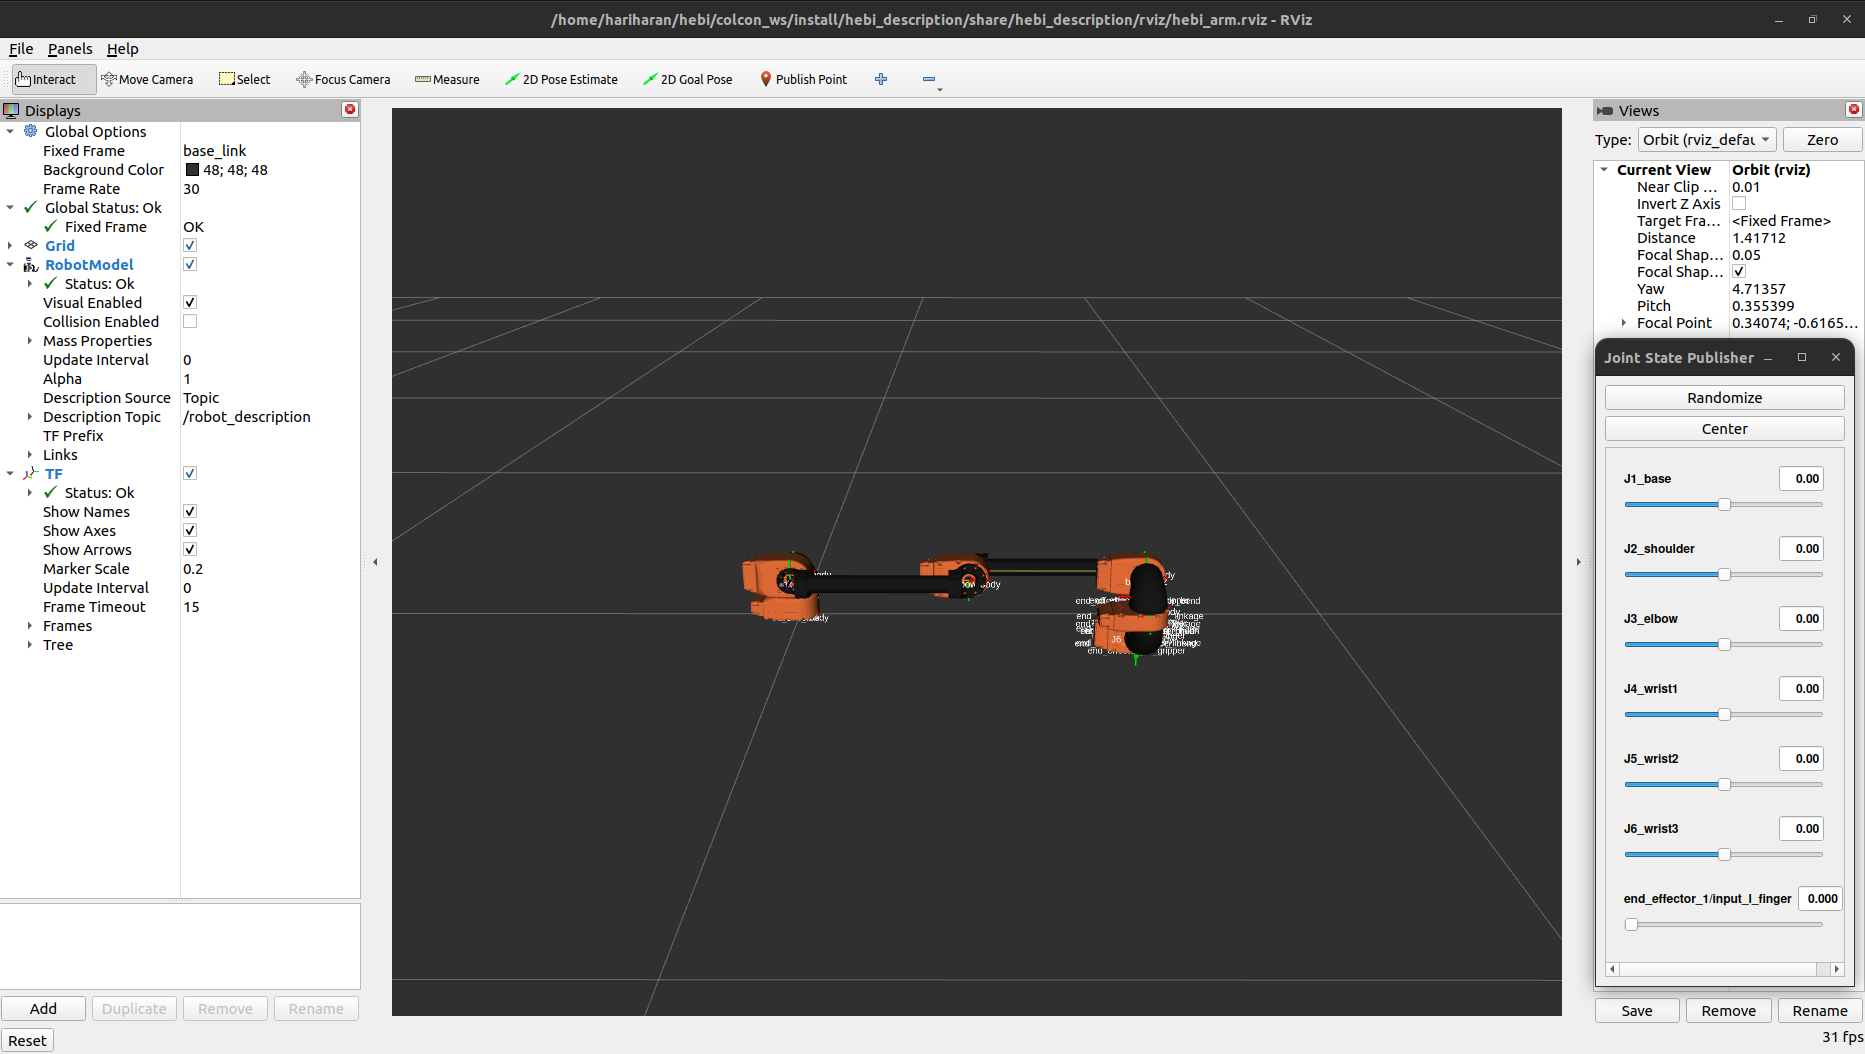 /home/hariharan/hebi/colcon_ws/install/hebi_description/share/hebi_description/rviz/hebi_arm.rviz - RViz
File Panels Help
Interact Move Camera Select Focus Camera Measure 2D Pose Estimate 2D Goal Pose Publish Point
Displays
Global Options
Fixed Frame base_link
Background Color 48; 48; 48
Frame Rate 30
Global Status: Ok
Fixed Frame OK
Grid
RobotModel
Status: Ok
Visual Enabled
Collision Enabled
Mass Properties
Update Interval 0
Alpha 1
Description Source Topic
Description Topic /robot_description
TF Prefix
Links
TF
Status: Ok
Show Names
Show Axes
Show Arrows
Marker Scale 0.2
Update Interval 0
Frame Timeout 15
Frames
Tree
Add Duplicate Remove Rename
Reset
J6
gripper
Views
Type: Orbit (rviz_defau Zero
Current View Orbit (rviz)
Near Clip ... 0.01
Invert Z Axis
Target Fra... <Fixed Frame>
Distance 1.41712
Focal Shap... 0.05
Focal Shap...
Yaw 4.71357
Pitch 0.355399
Focal Point 0.34074; -0.6165...
Joint State Publisher
Randomize
Center
J1_base 0.00
J2_shoulder 0.00
J3_elbow 0.00
J4_wrist1 0.00
J5_wrist2 0.00
J6_wrist3 0.00
end_effector_1/input_l_finger 0.000
Save Remove Rename
31 fps